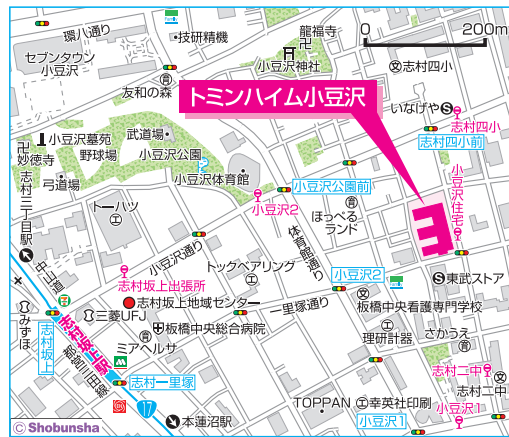 環八通り
技研精機
龍福寺
0 200m
セブンタウン
小豆沢
小豆沢神社
文 志村四小
友和の森
トミンハイム小豆沢
いなげや
志村四小
志村四小前
小豆沢墓苑
武道場
妙徳寺
野球場
小豆沢公園
弓道場
小豆沢体育館
小豆沢公園前
小豆沢住宅
志村三丁目駅
トーハツ
小豆沢2
ほっぺる
ランド
体育館通り
小豆沢通り
中山道
志村坂上出張所
トックベアリング
小豆沢2
東武ストア
志村坂上地域センター
一里塚通り
板橋中央看護専門学校
みずほ
三菱UFJ
板橋中央総合病院
さかうえ
志村坂上
志村坂上駅
理研計器
ミアヘルサ
都営三田線
志村一里塚
志村二中
文
志村二中
17
本蓮沼駅
TOPPAN
幸英社印刷
小豆沢1
小豆沢1
© Shobunsha